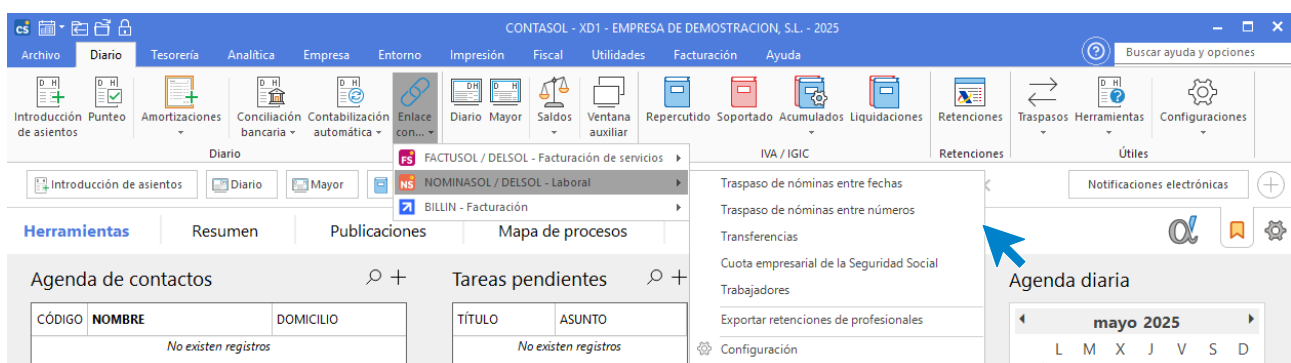 cs CONTASOL - XD1 - EMPRESA DE DEMOSTRACION, S.L. - 2025
Archivo Diario Tesorería Analítica Empresa Entorno Impresión Fiscal Utilidades Facturación Ayuda Buscar ayuda y opciones
Introducción de asientos
Punteo
Amortizaciones
Conciliación bancaria
Contabilización automática
Enlace con...
Diario
Mayor
Saldos
Ventana auxiliar
Repercutido
Soportado
Acumulados
Liquidaciones
Retenciones
Traspasos
Herramientas
Configuraciones
Diario IVA / IGIC Retenciones Útiles
FS FACTUSOL / DELSOL - Facturación de servicios
NS NOMINASOL / DELSOL - Laboral
BILLIN - Facturación
Traspaso de nóminas entre fechas
Traspaso de nóminas entre números
Transferencias
Cuota empresarial de la Seguridad Social
Trabajadores
Exportar retenciones de profesionales
Configuración
Introducción de asientos Diario Mayor Notificaciones electrónicas
Herramientas Resumen Publicaciones Mapa de procesos
Agenda de contactos
CÓDIGO NOMBRE DOMICILIO
No existen registros
Tareas pendientes
TÍTULO ASUNTO
No existen registros
Agenda diaria
mayo 2025
L M X J V S D